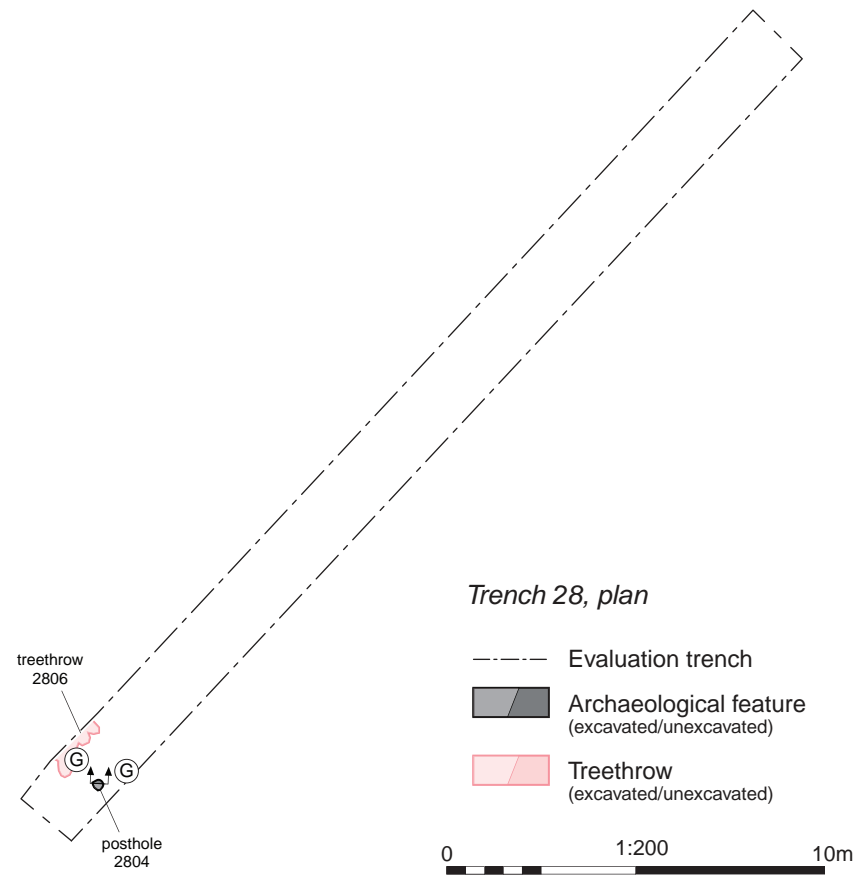 treethrow
2806
G
G
posthole
2804
Trench 28, plan
Evaluation trench
Archaeological feature
(excavated/unexcavated)
Treethrow
(excavated/unexcavated)
0 1:200 10m